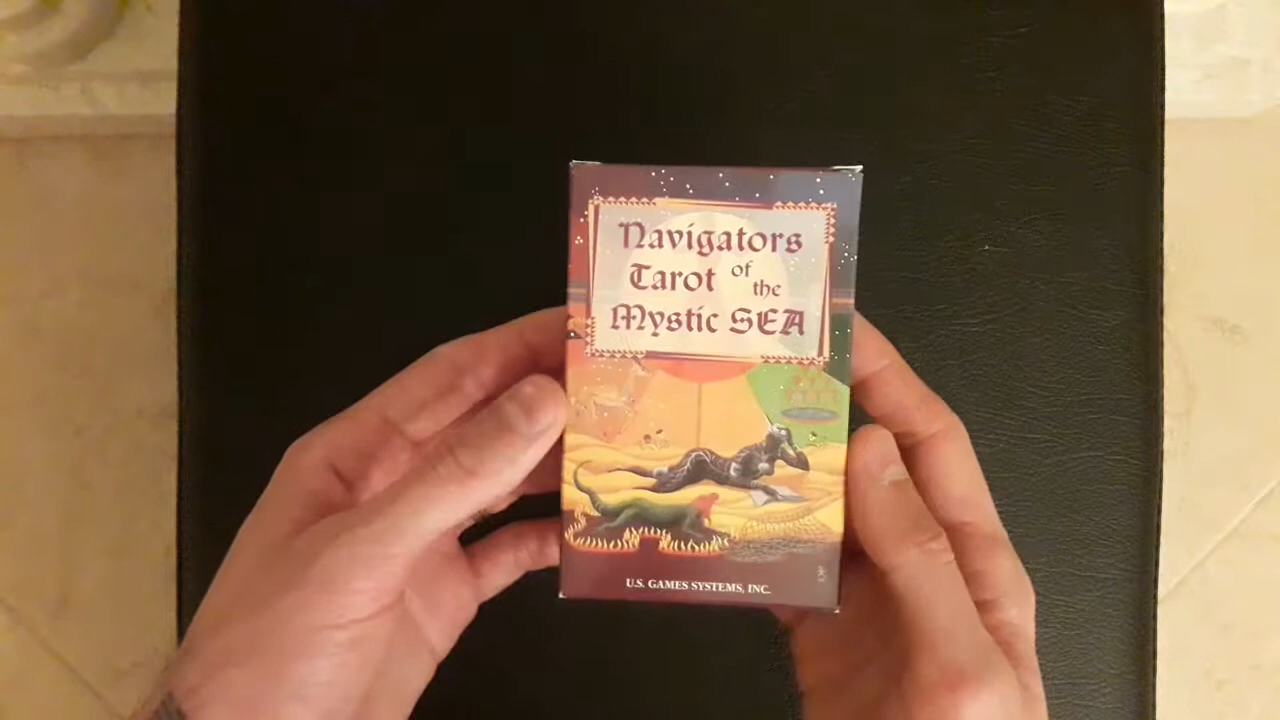 Navigators
Tarot of the
Mystic SEA
U.S. GAMES SYSTEMS, INC.